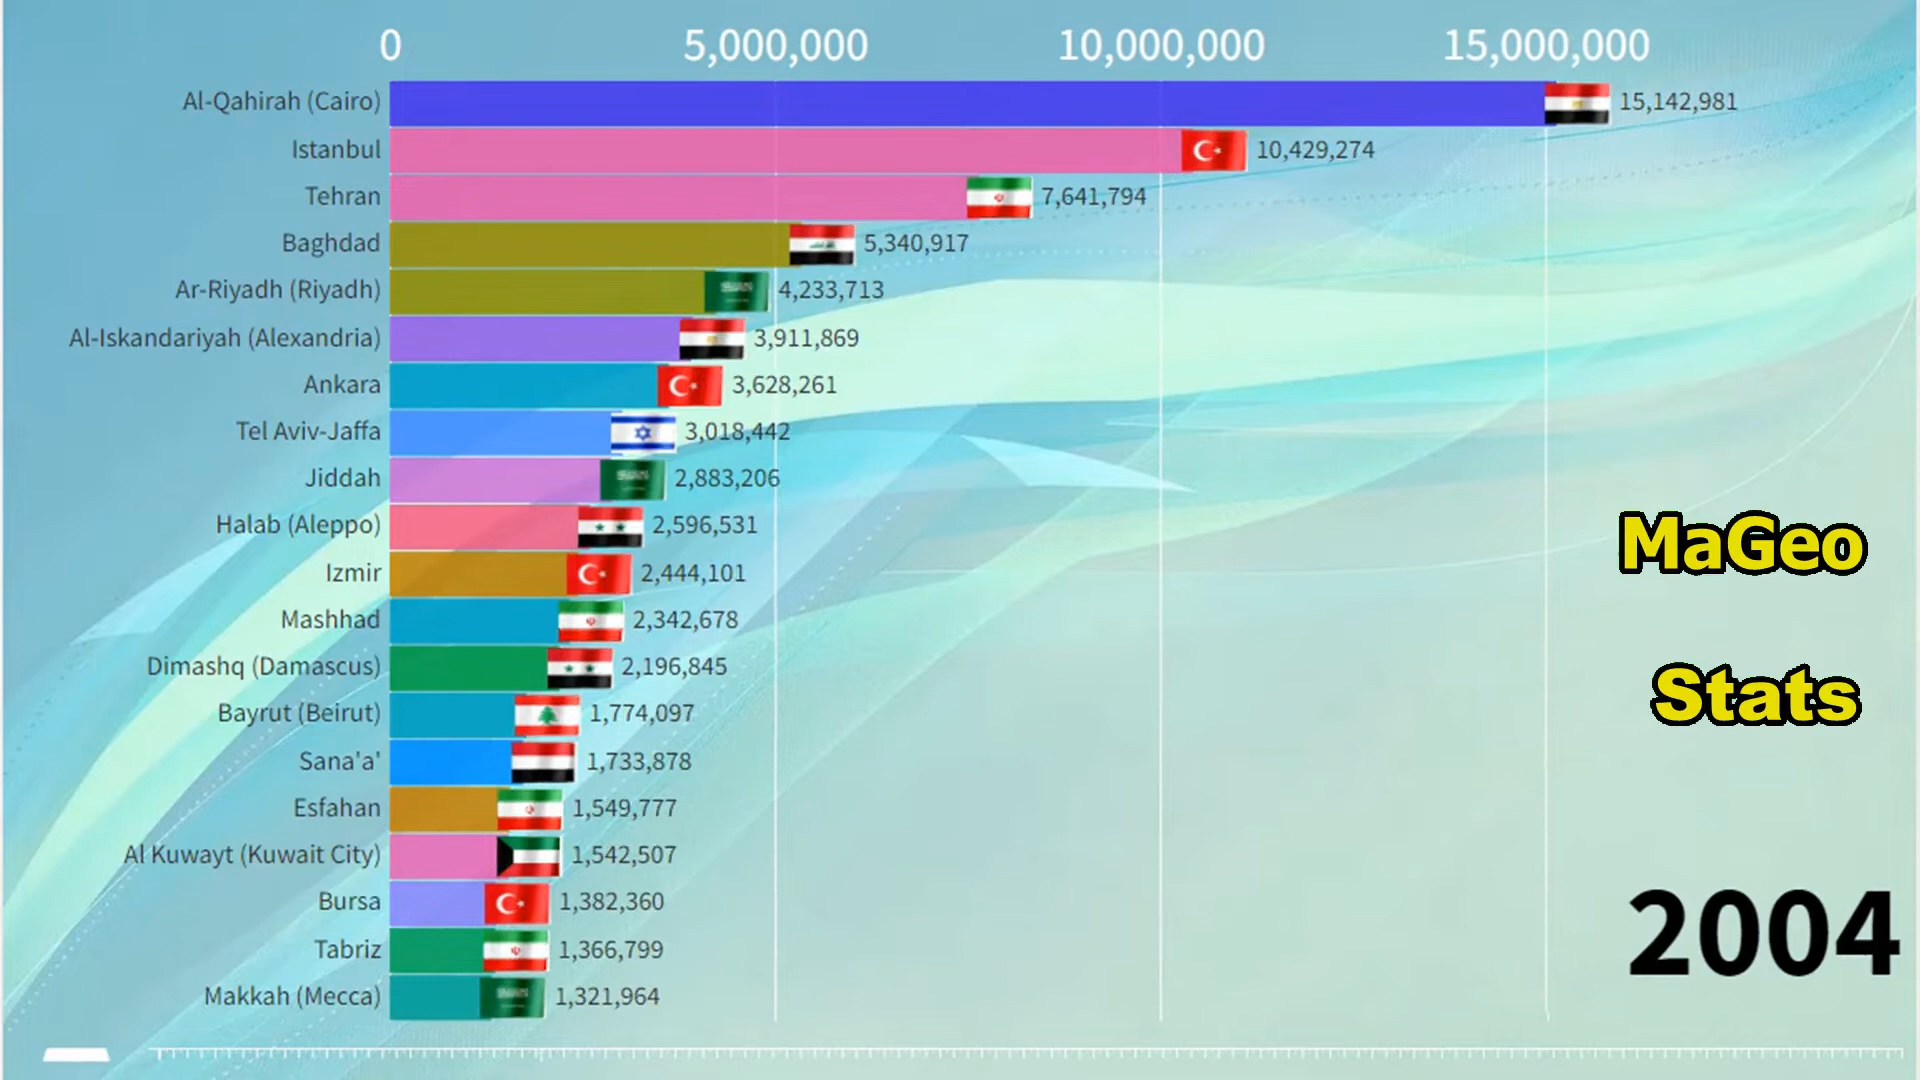 0 5,000,000 10,000,000 15,000,000
Al-Qahirah (Cairo) 15,142,981
Istanbul 10,429,274
Tehran 7,641,794
Baghdad 5,340,917
Ar-Riyadh (Riyadh) 4,233,713
Al-Iskandariyah (Alexandria) 3,911,869
Ankara 3,628,261
Tel Aviv-Jaffa 3,018,442
Jiddah 2,883,206
Halab (Aleppo) 2,596,531
Izmir 2,444,101
Mashhad 2,342,678
Dimashq (Damascus) 2,196,845
Bayrut (Beirut) 1,774,097
Sana'a' 1,733,878
Esfahan 1,549,777
Al Kuwayt (Kuwait City) 1,542,507
Bursa 1,382,360
Tabriz 1,366,799
Makkah (Mecca) 1,321,964
MaGeo
Stats
2004